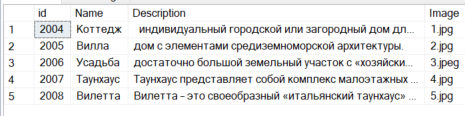 id Name Description Image
1 2004 Коттедж индивидуальный городской или загородный дом дл... 1.jpg
2 2005 Вилла дом с элементами средиземноморской архитектуры. 2.jpg
3 2006 Усадьба достаточно большой земельный участок с «хозяйски... 3.jpeg
4 2007 Таунхаус Таунхаус представляет собой комплекс малоэтажных ... 4.jpg
5 2008 Вилетта Вилетта - это своеобразный «итальянский таунхаус» ... 5.jpg